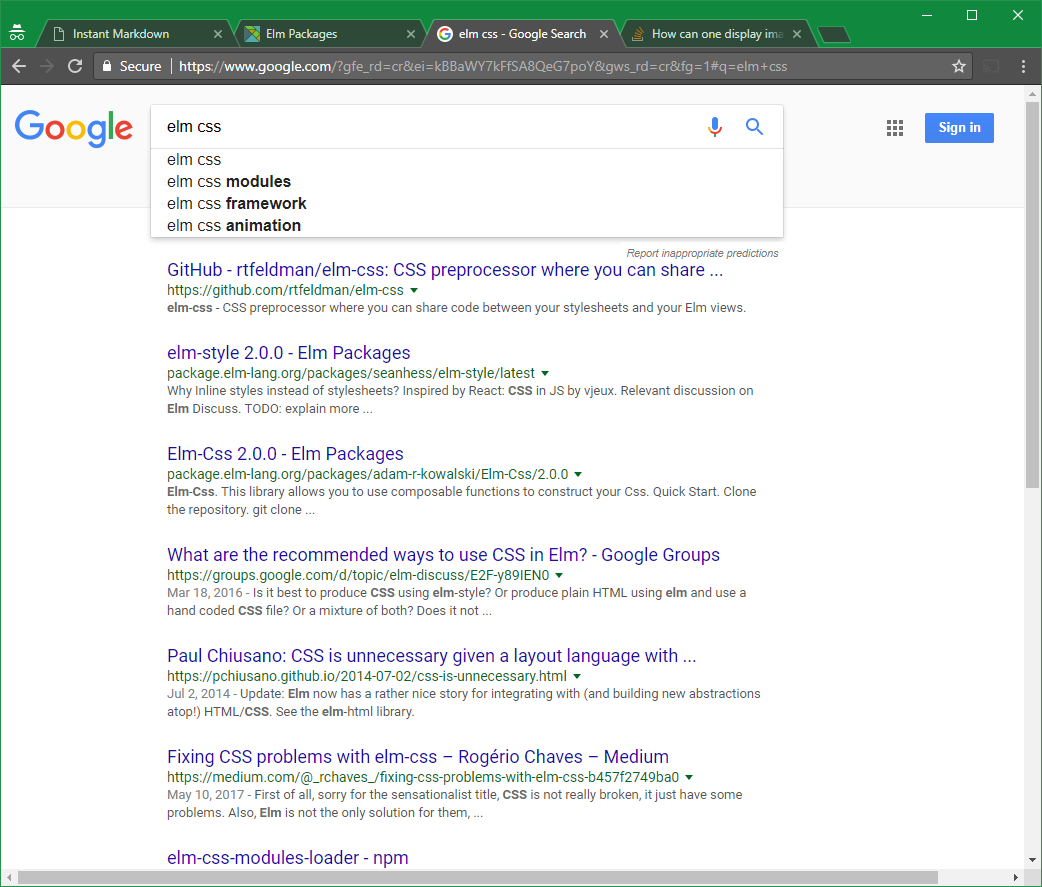 Instant Markdown
Elm Packages
elm css - Google Search
How can one display ima
Secure
https://www.google.com/?gfe_rd=cr&ei=kBBaWY7kFfSA8QeG7poY&gws_rd=cr&fg=1#q=elm+css
Google
elm css
Sign in
elm css
elm css modules
elm css framework
elm css animation
Report inappropriate predictions
GitHub - rtfeldman/elm-css: CSS preprocessor where you can share ...
https://github.com/rtfeldman/elm-css
elm-css - CSS preprocessor where you can share code between your stylesheets and your Elm views.
elm-style 2.0.0 - Elm Packages
package.elm-lang.org/packages/seanhess/elm-style/latest
Why Inline styles instead of stylesheets? Inspired by React: CSS in JS by vjeux. Relevant discussion on
Elm Discuss. TODO: explain more ...
Elm-Css 2.0.0 - Elm Packages
package.elm-lang.org/packages/adam-r-kowalski/Elm-Css/2.0.0
Elm-Css. This library allows you to use composable functions to construct your Css. Quick Start. Clone
the repository. git clone ...
What are the recommended ways to use CSS in Elm? - Google Groups
https://groups.google.com/d/topic/elm-discuss/E2F-y89IEN0
Mar 18, 2016 - Is it best to produce CSS using elm-style? Or produce plain HTML using elm and use a
hand coded CSS file? Or a mixture of both? Does it not ...
Paul Chiusano: CSS is unnecessary given a layout language with ...
https://pchiusano.github.io/2014-07-02/css-is-unnecessary.html
Jul 2, 2014 - Update: Elm now has a rather nice story for integrating with (and building new abstractions
atop!) HTML/CSS. See the elm-html library.
Fixing CSS problems with elm-css – Rogério Chaves – Medium
https://medium.com/@_rchaves_/fixing-css-problems-with-elm-css-b457f2749ba0
May 10, 2017 - First of all, sorry for the sensationalist title, CSS is not really broken, it just have some
problems. Also, Elm is not the only solution for them, ...
elm-css-modules-loader - npm